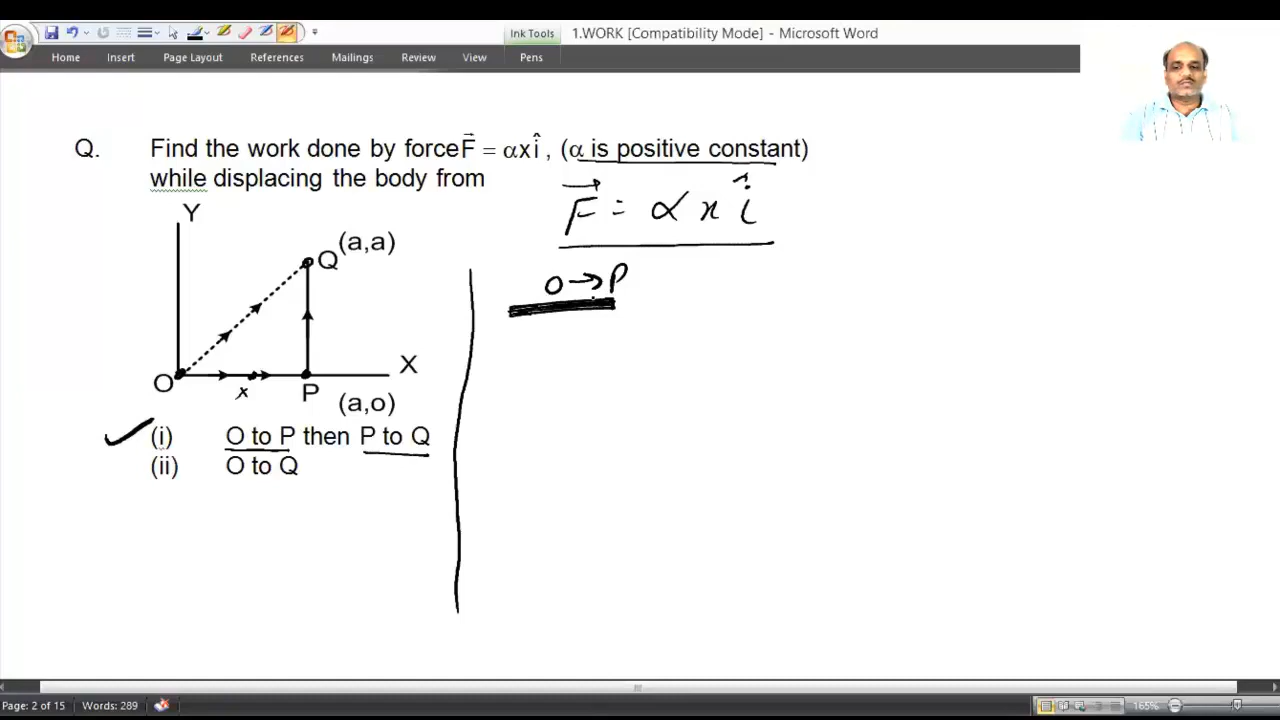 Ink Tools
1.WORK [Compatibility Mode] - Microsoft Word
Home Insert Page Layout References Mailings Review View Pens
Q. Find the work done by force F⃗ = αx î , (α is positive constant)
while displacing the body from
F⃗ = α x î
O → P
Y
Q (a,a)
O
x
P
X
(a,o)
(i) O to P then P to Q
(ii) O to Q
Page: 2 of 15 Words: 289 165%